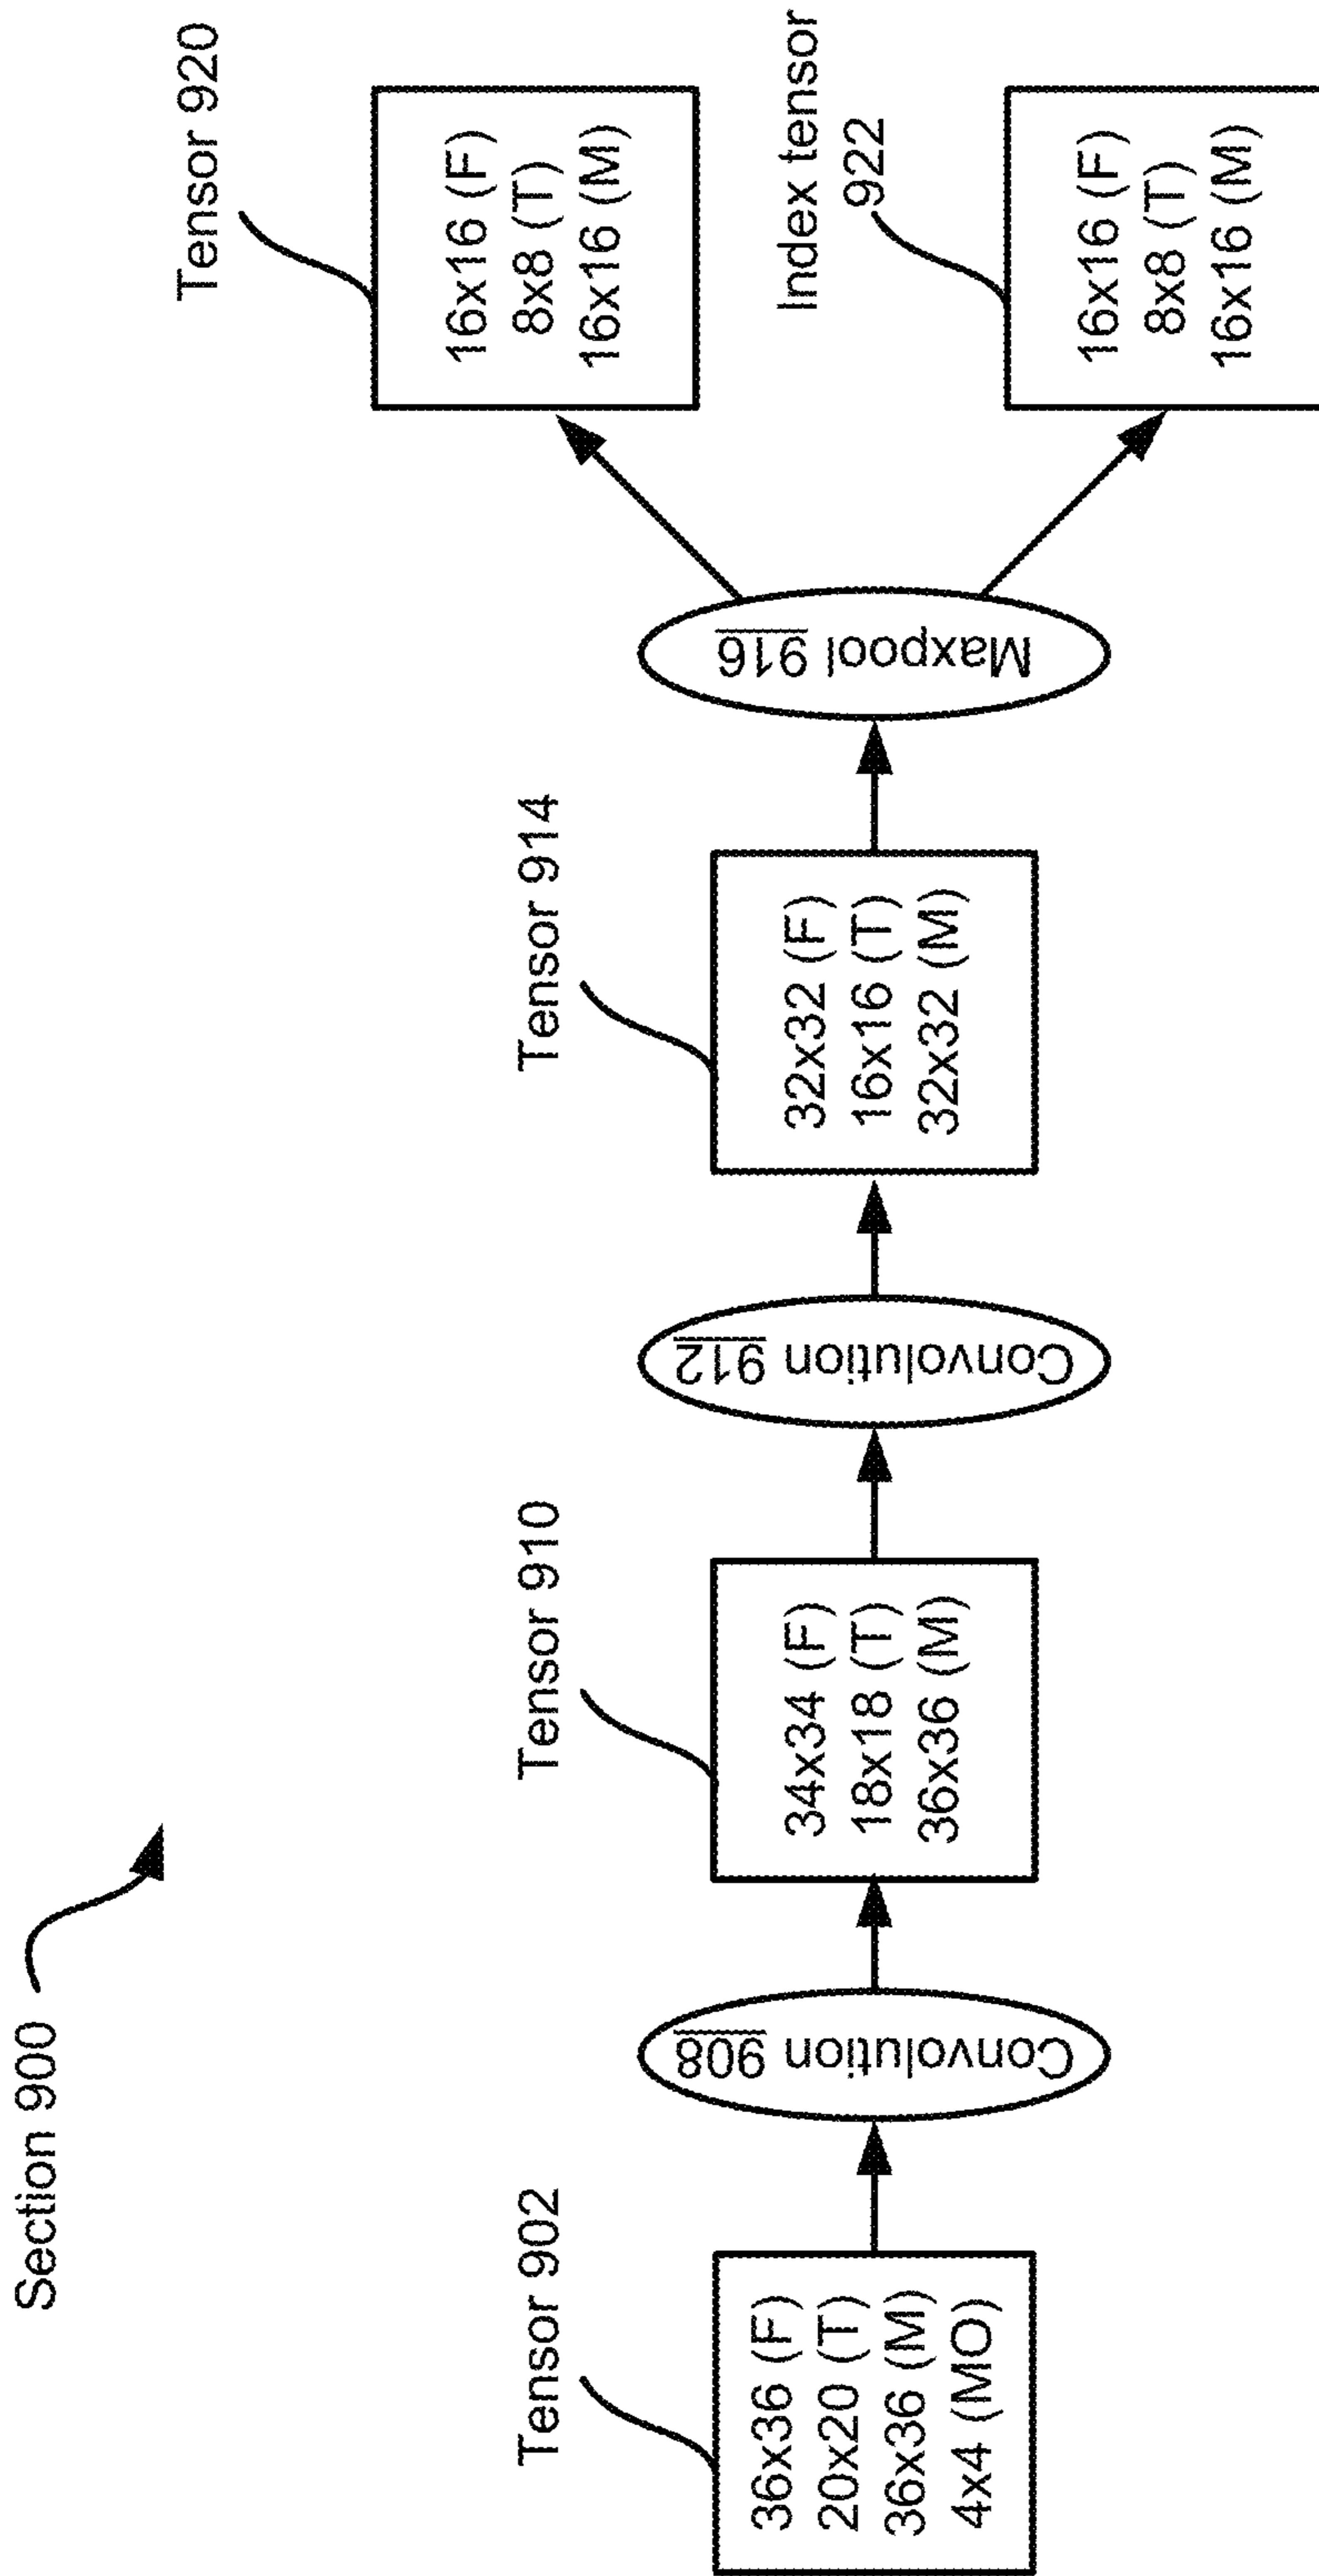 Section 900
Tensor 902
36x36 (F)
20x20 (T)
36x36 (M)
4x4 (MO)
Convolution 908
Tensor 910
34x34 (F)
18x18 (T)
36x36 (M)
Convolution 912
Tensor 914
32x32 (F)
16x16 (T)
32x32 (M)
Maxpool 916
Tensor 920
16x16 (F)
8x8 (T)
16x16 (M)
Index tensor
922
16x16 (F)
8x8 (T)
16x16 (M)